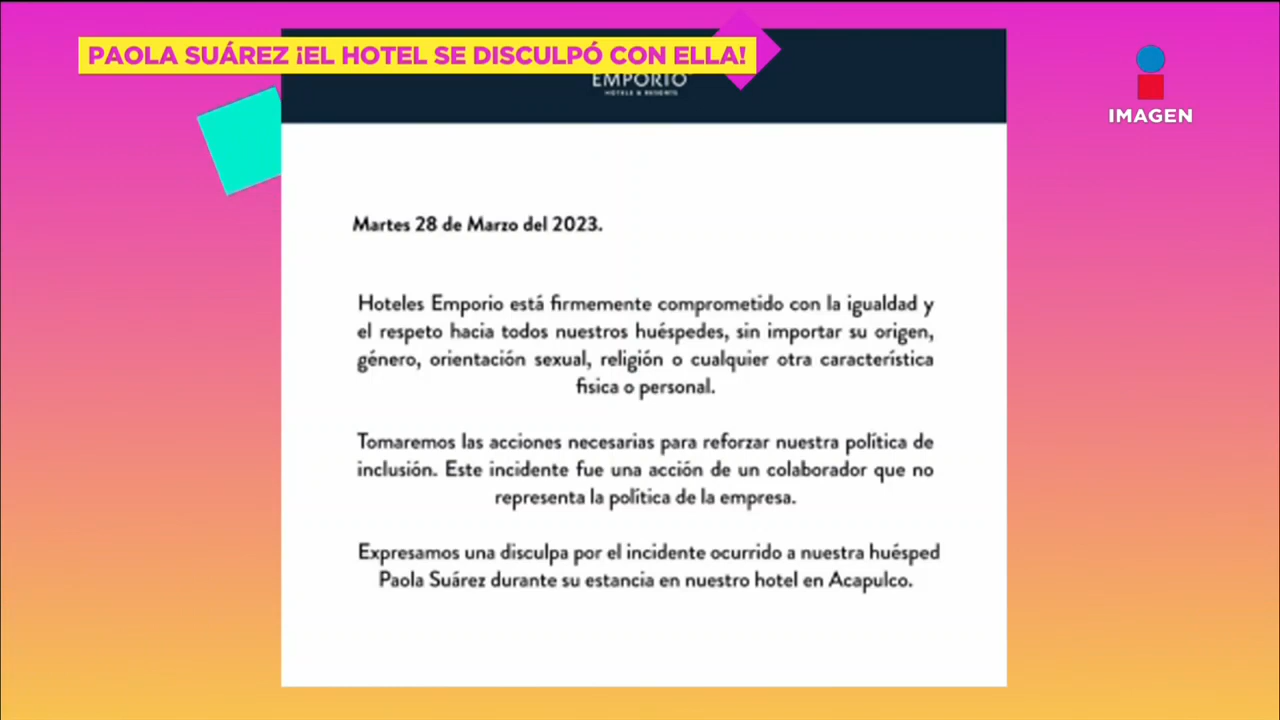 PAOLA SUÁREZ ¡EL HOTEL SE DISCULPÓ CON ELLA!
EMPORIO
HOTELS & RESORTS
IMAGEN
Martes 28 de Marzo del 2023.
Hoteles Emporio está firmemente comprometido con la igualdad y
el respeto hacia todos nuestros huéspedes, sin importar su origen,
género, orientación sexual, religión o cualquier otra característica
fisica o personal.
Tomaremos las acciones necesarias para reforzar nuestra política de
inclusión. Este incidente fue una acción de un colaborador que no
representa la política de la empresa.
Expresamos una disculpa por el incidente ocurrido a nuestra huésped
Paola Suárez durante su estancia en nuestro hotel en Acapulco.